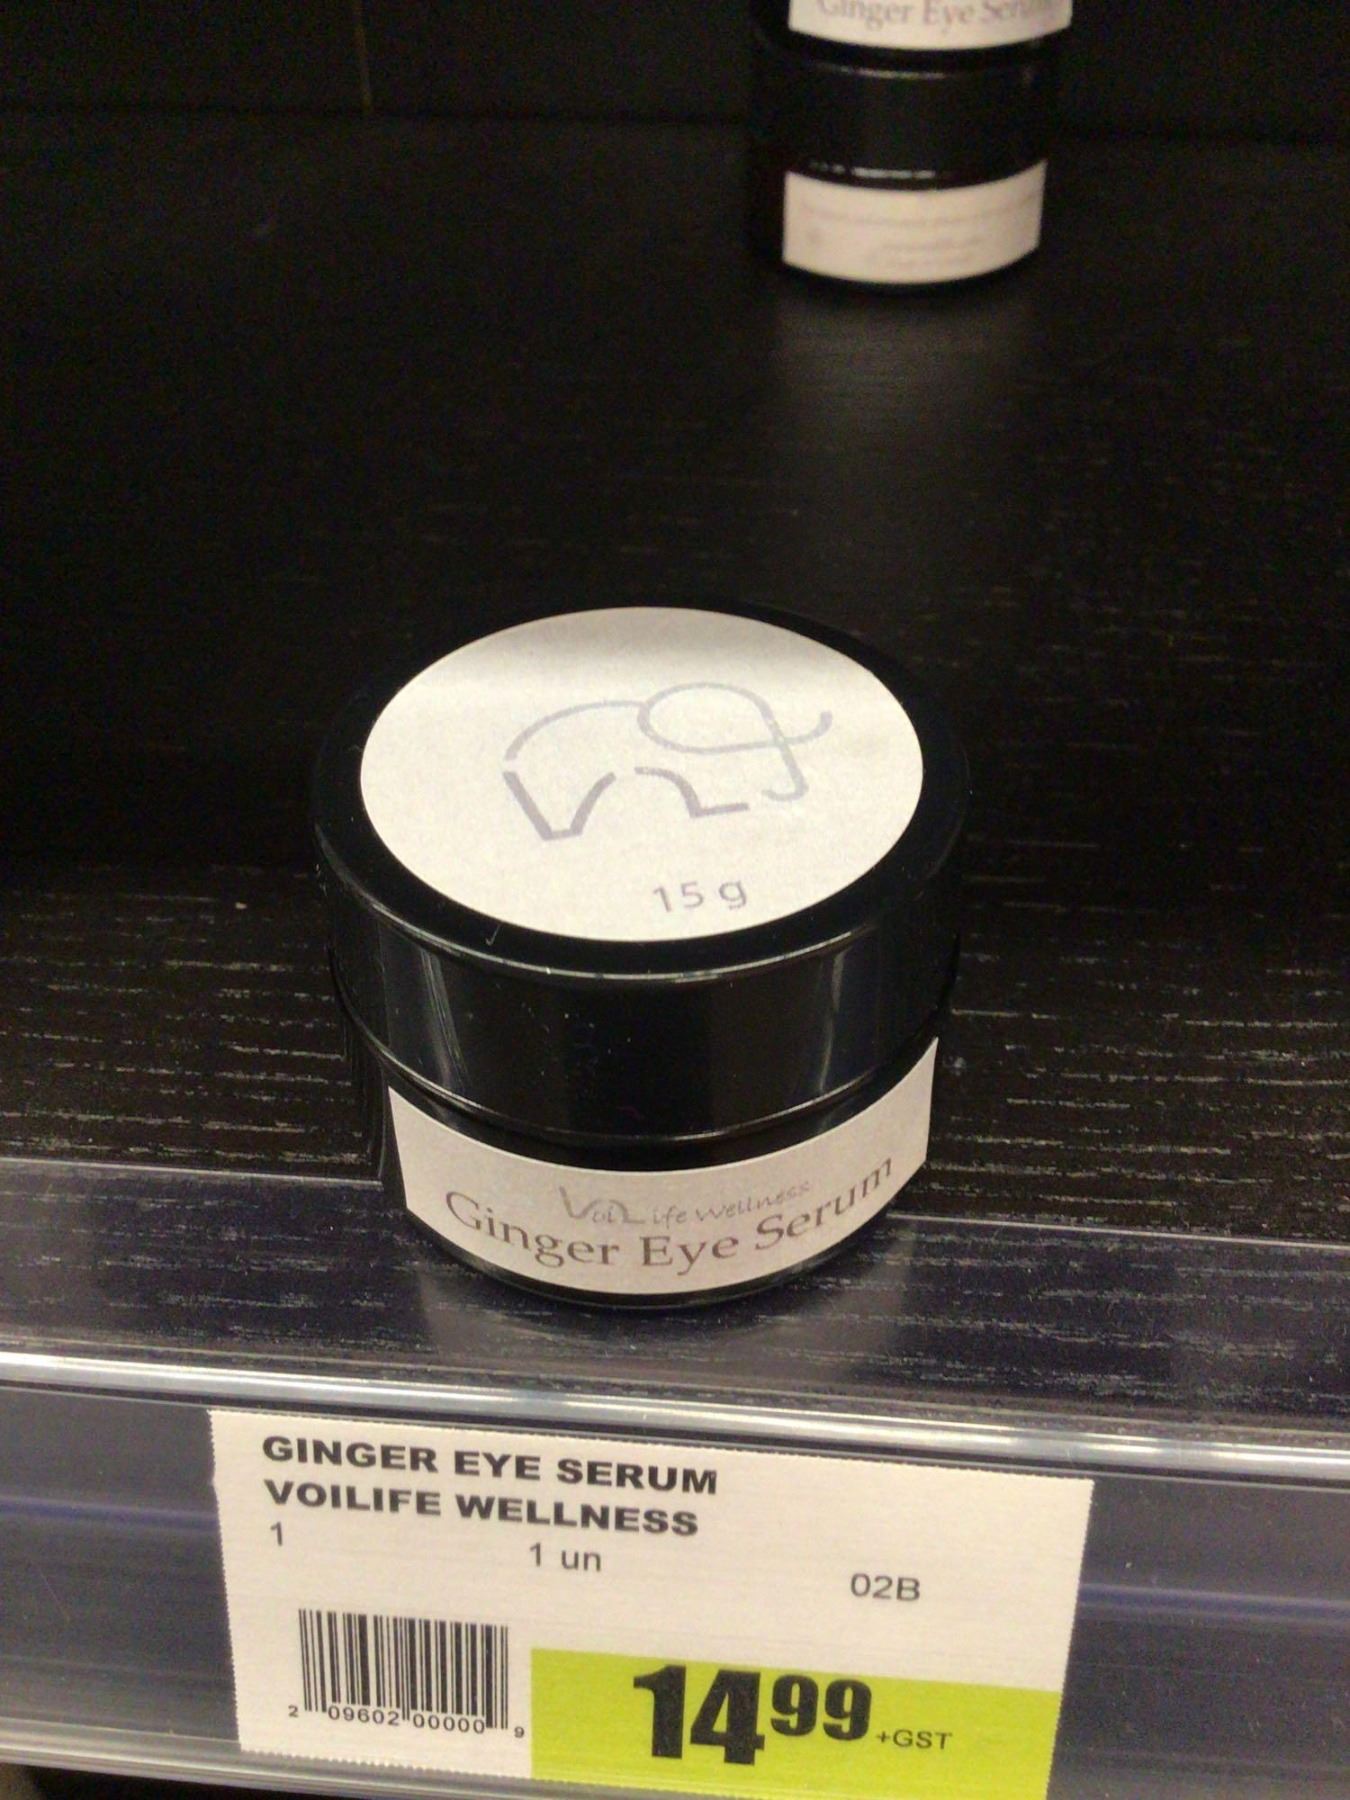 Ginger Eye Serum
15 g
VoiLife Wellness
Ginger Eye Serum
GINGER EYE SERUM
VOILIFE WELLNESS
1 1 un 02B
2 09602 00000 9
14 99 +GST